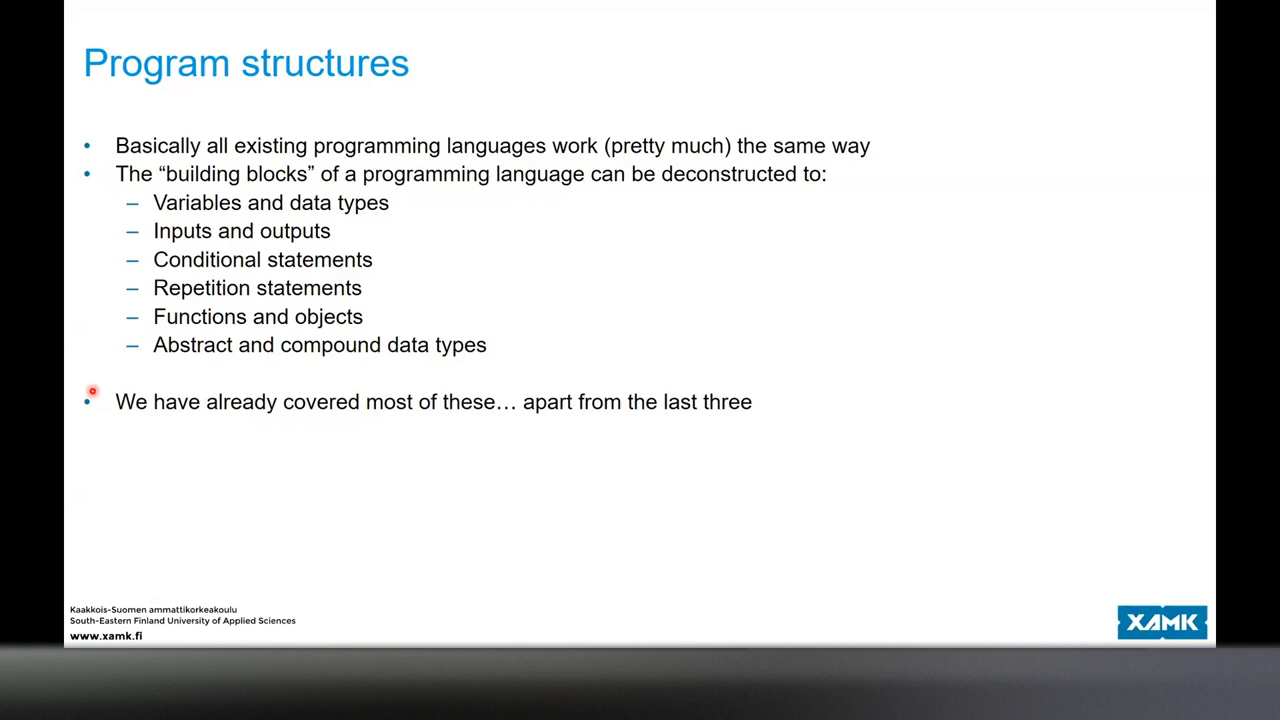 Program structures
• Basically all existing programming languages work (pretty much) the same way
• The “building blocks” of a programming language can be deconstructed to:
– Variables and data types
– Inputs and outputs
– Conditional statements
– Repetition statements
– Functions and objects
– Abstract and compound data types
• We have already covered most of these… apart from the last three
Kaakkois-Suomen ammattikorkeakoulu
South-Eastern Finland University of Applied Sciences
www.xamk.fi
XAMK